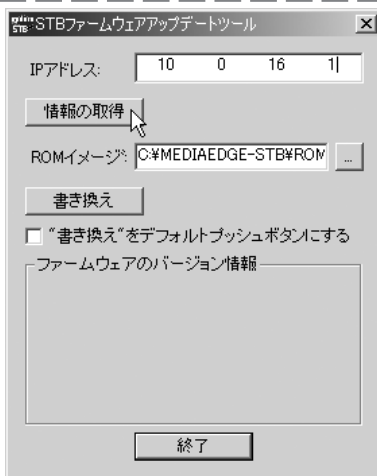 STBファームウェアアップデートツール
IPアドレス: 10 0 16 1
情報の取得
ROMイメージ: C:¥MEDIAEDGE-STB¥ROM ...
書き換え
"書き換え"をデフォルトプッシュボタンにする
ファームウェアのバージョン情報
終了